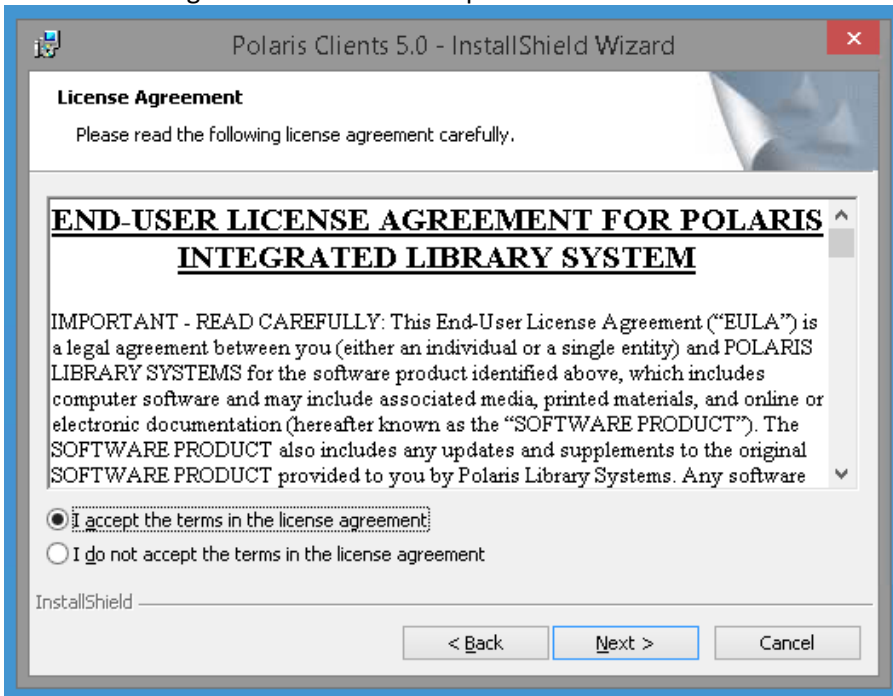 Polaris Clients 5.0 - InstallShield Wizard
License Agreement
Please read the following license agreement carefully.
END-USER LICENSE AGREEMENT FOR POLARIS
INTEGRATED LIBRARY SYSTEM
IMPORTANT - READ CAREFULLY: This End-User License Agreement (“EULA”) is
a legal agreement between you (either an individual or a single entity) and POLARIS
LIBRARY SYSTEMS for the software product identified above, which includes
computer software and may include associated media, printed materials, and online or
electronic documentation (hereafter known as the “SOFTWARE PRODUCT”). The
SOFTWARE PRODUCT also includes any updates and supplements to the original
SOFTWARE PRODUCT provided to you by Polaris Library Systems. Any software
I accept the terms in the license agreement
I do not accept the terms in the license agreement
InstallShield
< Back Next > Cancel